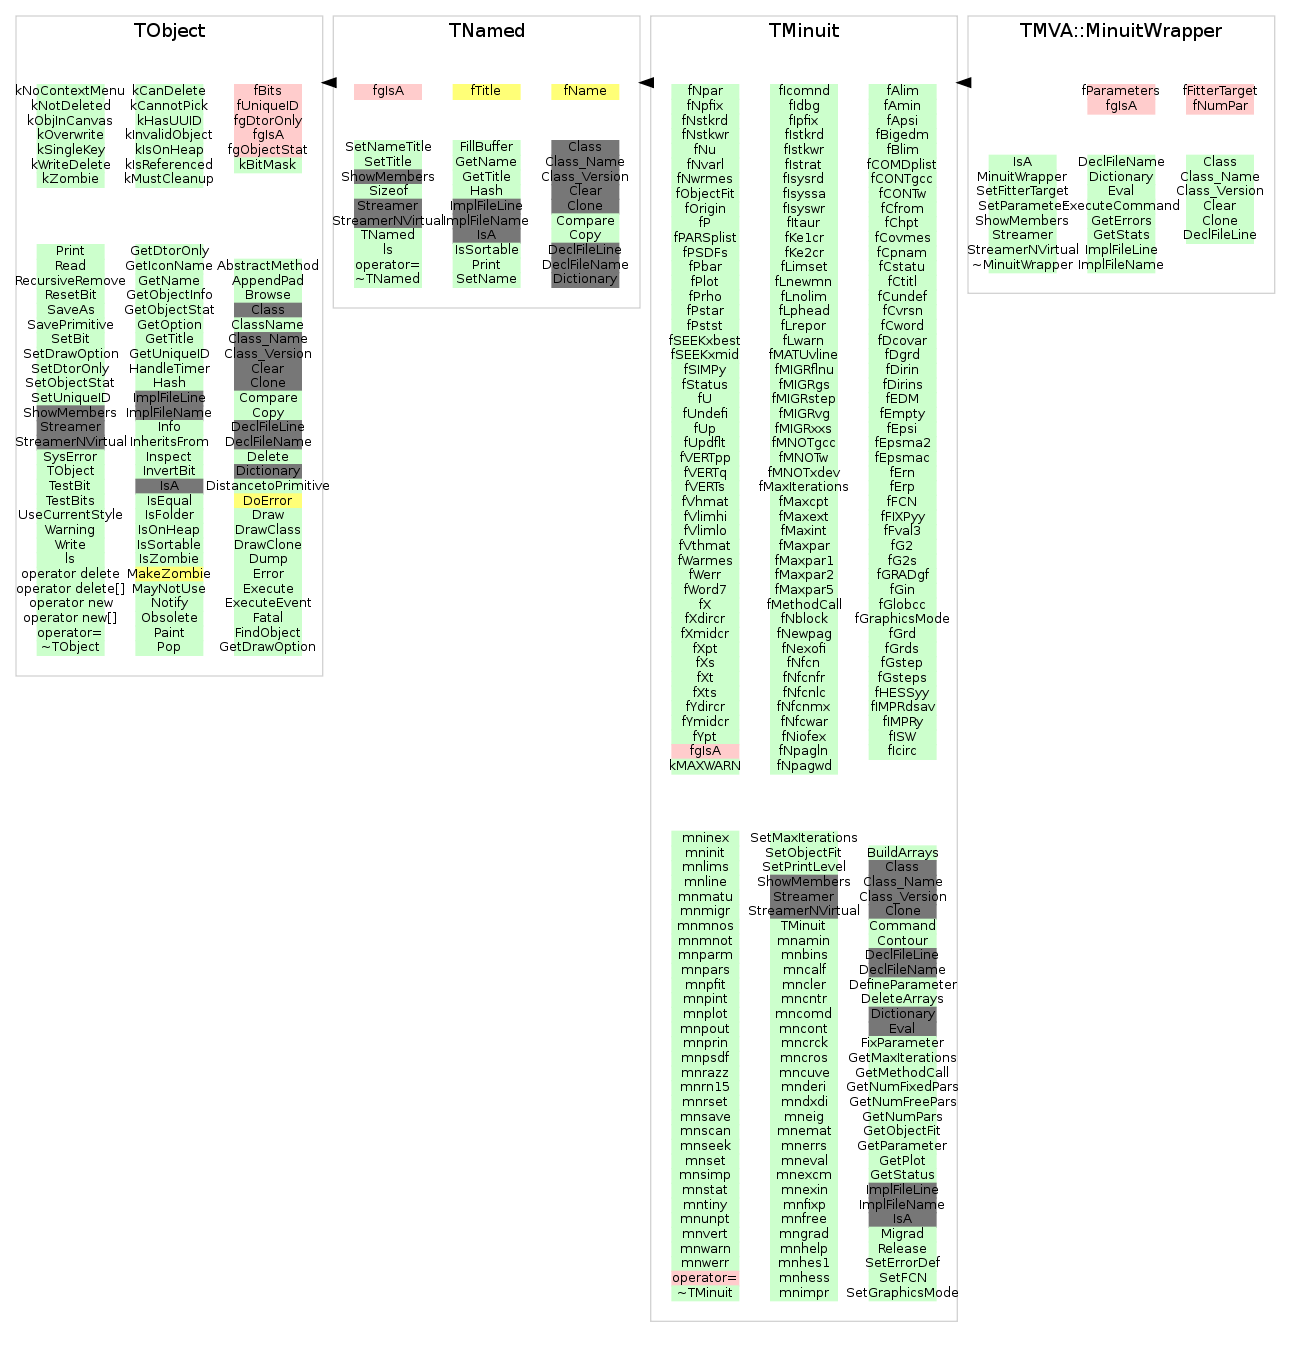 TObject
kNoContextMenu kCanDelete fBits
kNotDeleted kCannotPick fUniqueID
kObjInCanvas kHasUUID fgDtorOnly
kOverwrite kInvalidObject fgIsA
kSingleKey kIsOnHeap fgObjectStat
kWriteDelete kIsReferenced kBitMask
kZombie kMustCleanup
Print GetDtorOnly
Read GetIconName AbstractMethod
RecursiveRemove GetName AppendPad
ResetBit GetObjectInfo Browse
SaveAs GetObjectStat Class
SavePrimitive GetOption ClassName
SetBit GetTitle Class_Name
SetDrawOption GetUniqueID Class_Version
SetDtorOnly HandleTimer Clear
SetObjectStat Hash Clone
SetUniqueID ImplFileLine Compare
ShowMembers ImplFileName Copy
Streamer Info DeclFileLine
StreamerNVirtual InheritsFrom DeclFileName
SysError Inspect Delete
TObject InvertBit Dictionary
TestBit IsA DistancetoPrimitive
TestBits IsEqual DoError
UseCurrentStyle IsFolder Draw
Warning IsOnHeap DrawClass
Write IsSortable DrawClone
ls IsZombie Dump
operator delete MakeZombie Error
operator delete[] MayNotUse Execute
operator new Notify ExecuteEvent
operator new[] Obsolete Fatal
operator= Paint FindObject
~TObject Pop GetDrawOption
TNamed
fgIsA fTitle fName
SetNameTitle FillBuffer Class
SetTitle GetName Class_Name
ShowMembers GetTitle Class_Version
Sizeof Hash Clear
Streamer ImplFileLine Clone
StreamerNVirtual ImplFileName Compare
TNamed IsA Copy
ls IsSortable DeclFileLine
operator= Print DeclFileName
~TNamed SetName Dictionary
TMinuit
fNpar fIcomnd fAlim
fNpfix fIdbg fAmin
fNstkrd fIpfix fApsi
fNstkwr fIstkrd fBigedm
fNu fIstkwr fBlim
fNvarl fIstrat fCOMDplist
fNwrmes fIsysrd fCONTgcc
fObjectFit fIsyssa fCONTw
fOrigin fIsyswr fCfrom
fP fItaur fChpt
fPARSplist fKe1cr fCovmes
fPSDFs fKe2cr fCpnam
fPbar fLimset fCstatu
fPlot fLnewmn fCtitl
fPrho fLnolim fCundef
fPstar fLphead fCvrsn
fPstst fLrepor fCword
fSEEKxbest fLwarn fDcovar
fSEEKxmid fMATUvline fDgrd
fSIMPy fMIGRflnu fDirin
fStatus fMIGRgs fDirins
fU fMIGRstep fEDM
fUndefi fMIGRvg fEmpty
fUp fMIGRxxs fEpsi
fUpdflt fMNOTgcc fEpsma2
fVERTpp fMNOTw fEpsmac
fVERTq fMNOTxdev fErn
fVERTs fMaxIterations fErp
fVhmat fMaxcpt fFCN
fVlimhi fMaxext fFIXPyy
fVlimlo fMaxint fFval3
fVthmat fMaxpar fG2
fWarmes fMaxpar1 fG2s
fWerr fMaxpar2 fGRADgf
fWord7 fMaxpar5 fGin
fX fMethodCall fGlobcc
fXdircr fNblock fGraphicsMode
fXmidcr fNewpag fGrd
fXpt fNexofi fGrds
fXs fNfcn fGstep
fXt fNfcnfr fGsteps
fXts fNfcnlc fHESSyy
fYdircr fNfcnmx fIMPRdsav
fYmidcr fNfcwar fIMPRy
fYpt fNiofex fISW
fgIsA fNpagln fIcirc
kMAXWARN fNpagwd
mninex SetMaxIterations
mninit SetObjectFit BuildArrays
mnlims SetPrintLevel Class
mnline ShowMembers Class_Name
mnmatu Streamer Class_Version
mnmigr StreamerNVirtual Clone
mnmnos TMinuit Command
mnmnot mnamin Contour
mnparm mnbins DeclFileLine
mnpars mncalf DeclFileName
mnpfit mncler DefineParameter
mnpint mncntr DeleteArrays
mnplot mncomd Dictionary
mnpout mncont Eval
mnprin mncrck FixParameter
mnpsdf mncros GetMaxIterations
mnrazz mncuve GetMethodCall
mnrn15 mnderi GetNumFixedPars
mnrset mndxdi GetNumFreePars
mnsave mneig GetNumPars
mnscan mnemat GetObjectFit
mnseek mnerrs GetParameter
mnset mneval GetPlot
mnsimp mnexcm GetStatus
mnstat mnexin ImplFileLine
mntiny mnfixp ImplFileName
mnunpt mnfree IsA
mnvert mngrad Migrad
mnwarn mnhelp Release
mnwerr mnhes1 SetErrorDef
operator= mnhess SetFCN
~TMinuit mnimpr SetGraphicsMode
TMVA::MinuitWrapper
fParameters fFitterTarget
fgIsA fNumPar
IsA DeclFileName Class
MinuitWrapper Dictionary Class_Name
SetFitterTarget Eval Class_Version
SetParameter ExecuteCommand Clear
ShowMembers GetErrors Clone
Streamer GetStats DeclFileLine
StreamerNVirtual ImplFileLine
~MinuitWrapper ImplFileName